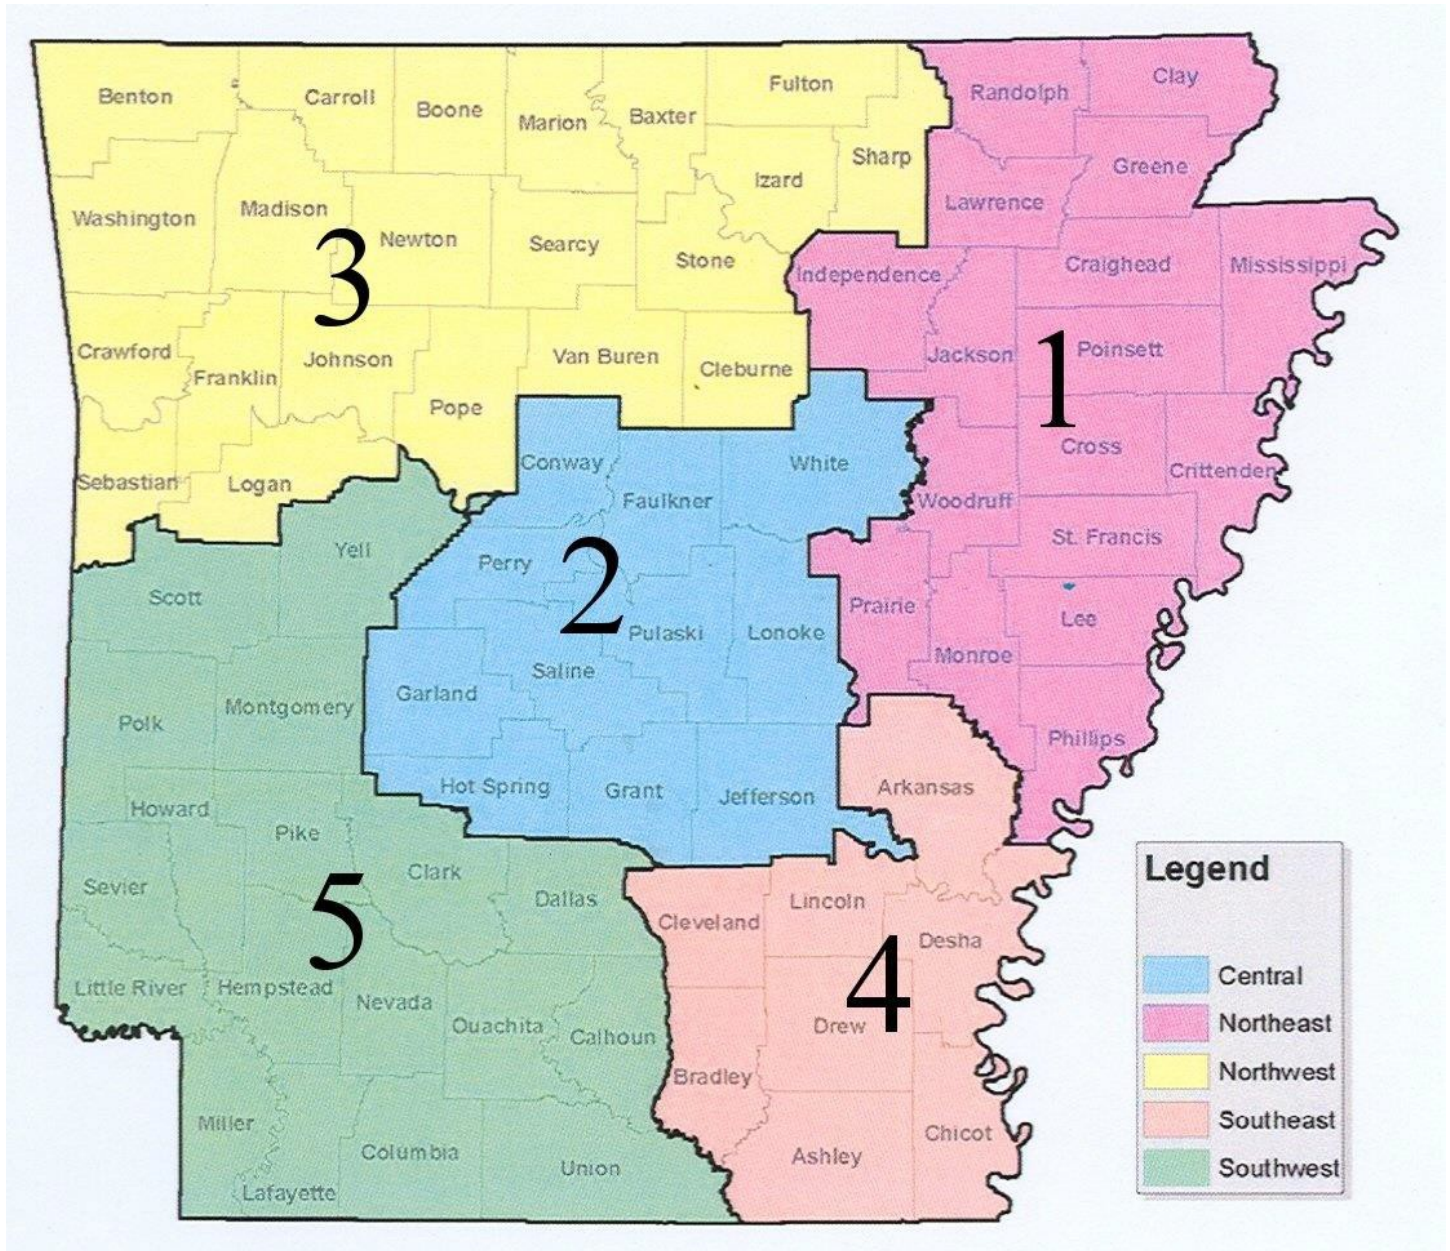 Benton
Carroll
Boone
Marion
Baxter
Fulton
Sharp
Izard
Randolph
Clay
Greene
Lawrence
Washington
Madison
Newton
Searcy
Stone
3
Independence
Craighead
Mississippi
Crawford
Franklin
Johnson
Pope
Van Buren
Cleburne
Jackson
1
Poinsett
Cross
Crittenden
Sebastian
Logan
Conway
Faulkner
White
Woodruff
St. Francis
Yell
Scott
Perry
2
Pulaski
Lonoke
Prairie
Lee
Monroe
Saline
Garland
Montgomery
Polk
Phillips
Hot Spring
Grant
Jefferson
Arkansas
Howard
Pike
Clark
Sevier
5
Dallas
Cleveland
Lincoln
Desha
4
Little River
Hempstead
Nevada
Ouachita
Calhoun
Drew
Bradley
Miller
Columbia
Lafayette
Union
Ashley
Chicot
Legend
Central
Northeast
Northwest
Southeast
Southwest